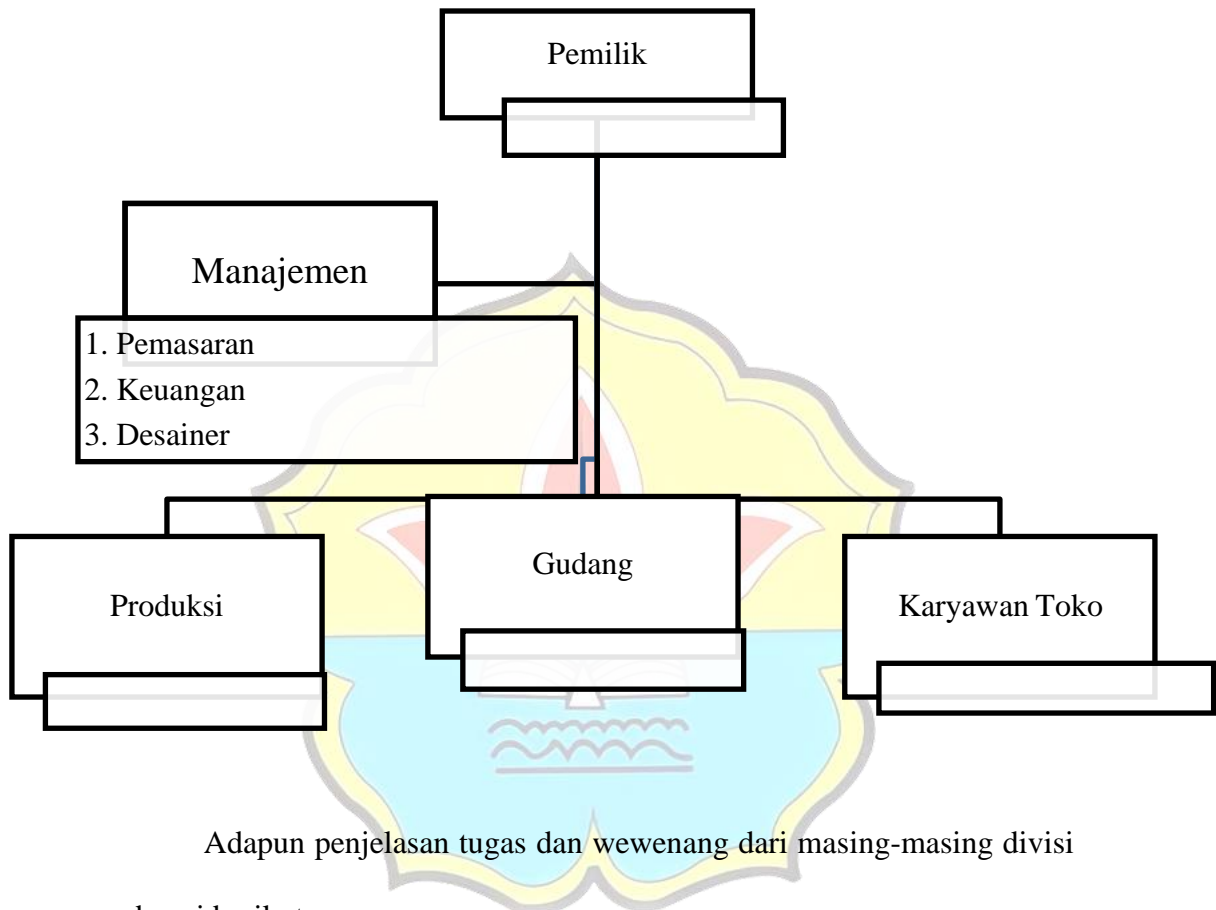 Pemilik
Manajemen
1. Pemasaran
2. Keuangan
3. Desainer
Produksi
Gudang
Karyawan Toko
Adapun penjelasan tugas dan wewenang dari masing-masing divisi